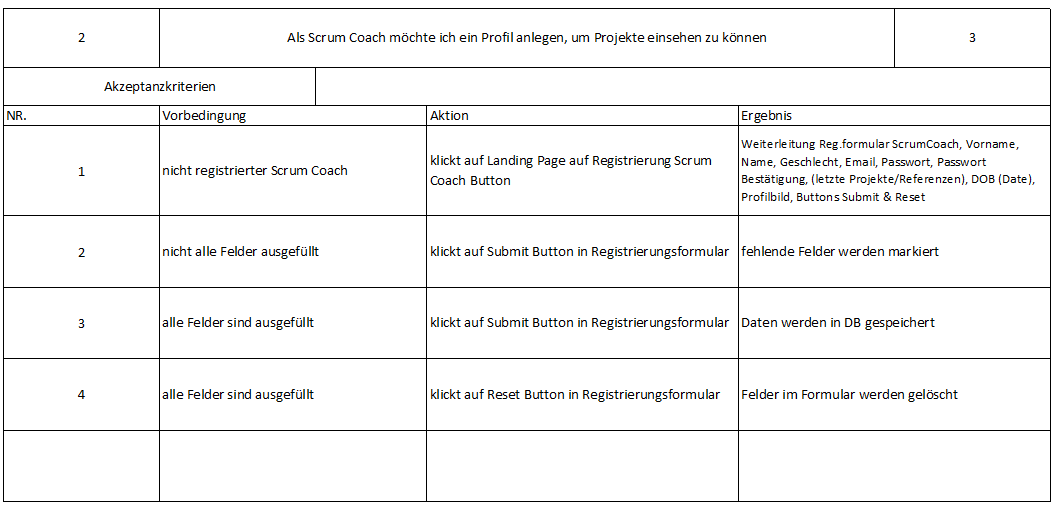 2 Als Scrum Coach möchte ich ein Profil anlegen, um Projekte einsehen zu können 3
Akzeptanzkriterien
NR. Vorbedingung Aktion Ergebnis
1
nicht registrierter Scrum Coach
klickt auf Landing Page auf Registrierung Scrum
Coach Button
Weiterleitung Reg.formular ScrumCoach, Vorname,
Name, Geschlecht, Email, Passwort, Passwort
Bestätigung, (letzte Projekte/Referenzen), DOB (Date),
Profilbild, Buttons Submit & Reset
2 nicht alle Felder ausgefüllt klickt auf Submit Button in Registrierungsformular fehlende Felder werden markiert
3 alle Felder sind ausgefüllt klickt auf Submit Button in Registrierungsformular Daten werden in DB gespeichert
4 alle Felder sind ausgefüllt klickt auf Reset Button in Registrierungsformular Felder im Formular werden gelöscht